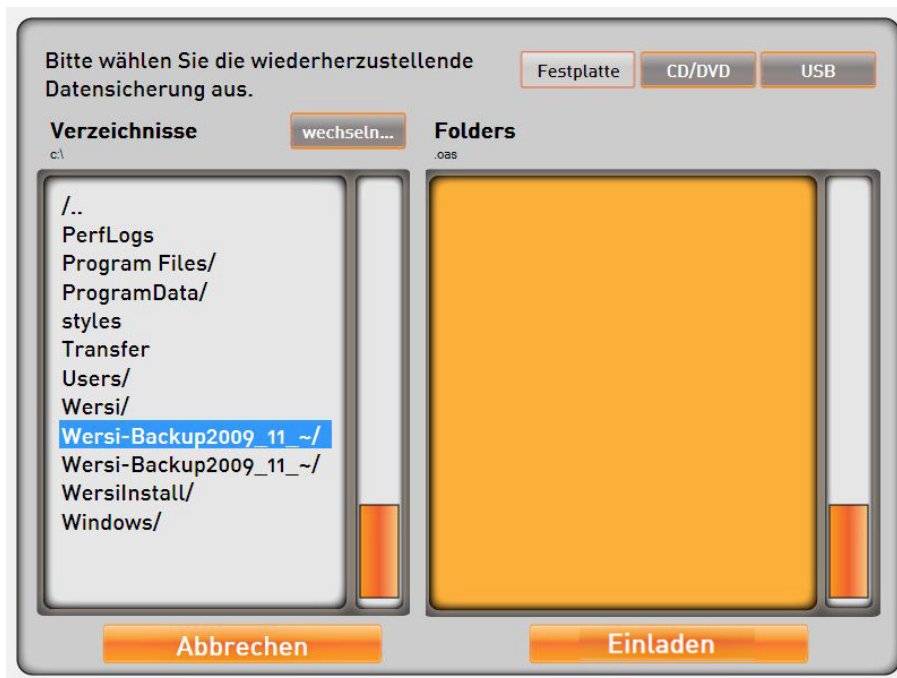 Bitte wählen Sie die wiederherzustellende
Datensicherung aus.
Festplatte
CD/DVD
USB
Verzeichnisse
wechseln...
Folders
c:\
.oas
/..
PerfLogs
Program Files/
ProgramData/
styles
Transfer
Users/
Wersi/
Wersi-Backup2009_11_~/
Wersi-Backup2009_11_~/
WersiInstall/
Windows/
Abbrechen
Einladen